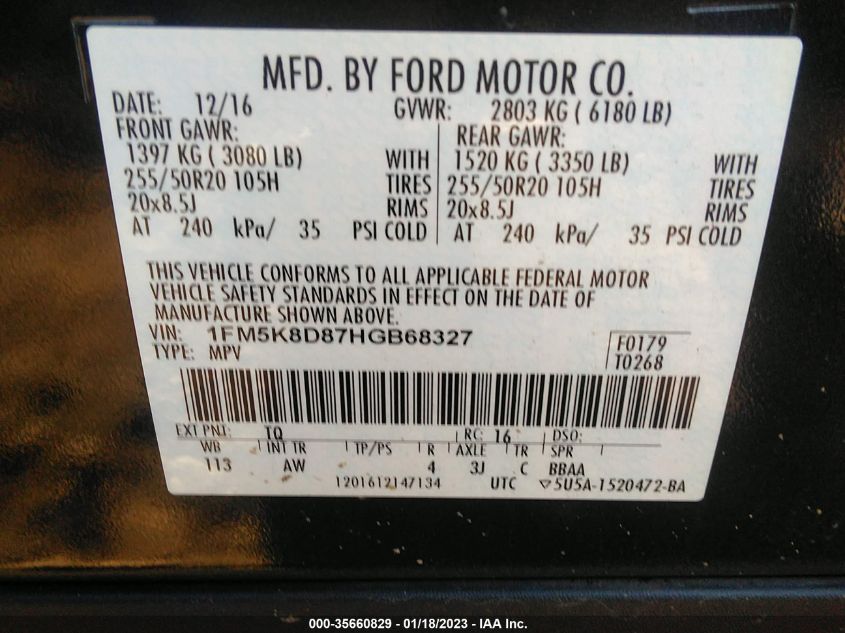 MFD. BY FORD MOTOR CO.
DATE: 12/16 GVWR: 2803 KG ( 6180 LB)
FRONT GAWR: REAR GAWR:
1397 KG ( 3080 LB) WITH 1520 KG ( 3350 LB) WITH
255/50R20 105H TIRES 255/50R20 105H TIRES
20x8.5J RIMS 20x8.5J RIMS
AT 240 kPa/ 35 PSI COLD AT 240 kPa/ 35 PSI COLD
THIS VEHICLE CONFORMS TO ALL APPLICABLE FEDERAL MOTOR
VEHICLE SAFETY STANDARDS IN EFFECT ON THE DATE OF
MANUFACTURE SHOWN ABOVE.
VIN: 1FM5K8D87HGB68327 F0179
TYPE: MPV T0268
EXT PNT: TQ RC: 16 DSO:
WB INT TR TP/PS R AXLE TR SPR
113 AW 4 3J C BBAA
1201612147134 UTC ▽5U5A-1520472-BA
000-35660829 - 01/18/2023 - IAA Inc.